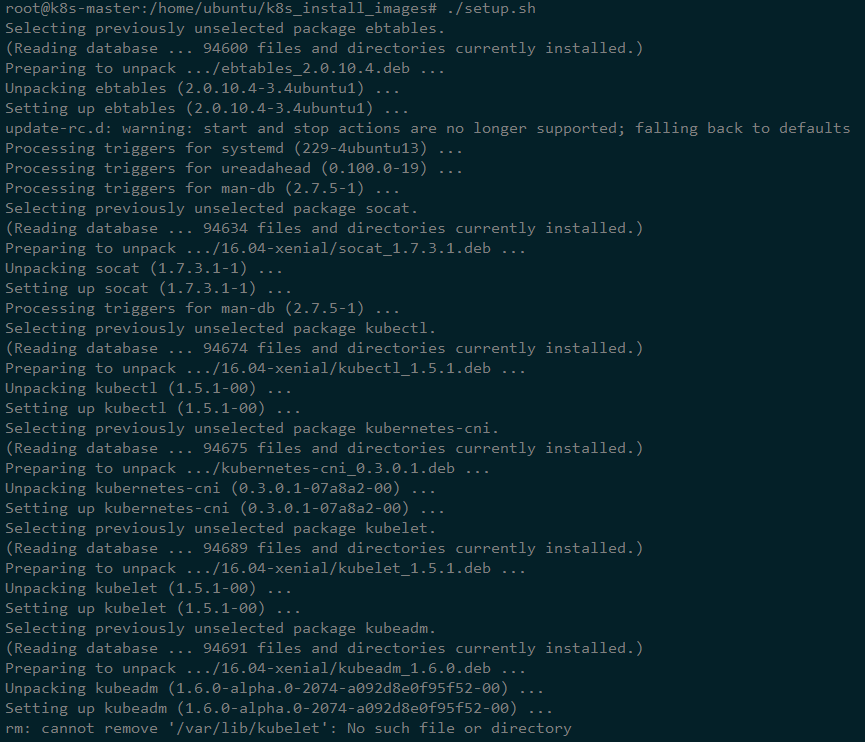 root@k8s-master:/home/ubuntu/k8s_install_images# ./setup.sh
Selecting previously unselected package ebtables.
(Reading database ... 94600 files and directories currently installed.)
Preparing to unpack .../ebtables_2.0.10.4.deb ...
Unpacking ebtables (2.0.10.4-3.4ubuntu1) ...
Setting up ebtables (2.0.10.4-3.4ubuntu1) ...
update-rc.d: warning: start and stop actions are no longer supported; falling back to defaults
Processing triggers for systemd (229-4ubuntu13) ...
Processing triggers for ureadahead (0.100.0-19) ...
Processing triggers for man-db (2.7.5-1) ...
Selecting previously unselected package socat.
(Reading database ... 94634 files and directories currently installed.)
Preparing to unpack .../16.04-xenial/socat_1.7.3.1.deb ...
Unpacking socat (1.7.3.1-1) ...
Setting up socat (1.7.3.1-1) ...
Processing triggers for man-db (2.7.5-1) ...
Selecting previously unselected package kubectl.
(Reading database ... 94674 files and directories currently installed.)
Preparing to unpack .../16.04-xenial/kubectl_1.5.1.deb ...
Unpacking kubectl (1.5.1-00) ...
Setting up kubectl (1.5.1-00) ...
Selecting previously unselected package kubernetes-cni.
(Reading database ... 94675 files and directories currently installed.)
Preparing to unpack .../kubernetes-cni_0.3.0.1.deb ...
Unpacking kubernetes-cni (0.3.0.1-07a8a2-00) ...
Setting up kubernetes-cni (0.3.0.1-07a8a2-00) ...
Selecting previously unselected package kubelet.
(Reading database ... 94689 files and directories currently installed.)
Preparing to unpack .../16.04-xenial/kubelet_1.5.1.deb ...
Unpacking kubelet (1.5.1-00) ...
Setting up kubelet (1.5.1-00) ...
Selecting previously unselected package kubeadm.
(Reading database ... 94691 files and directories currently installed.)
Preparing to unpack .../16.04-xenial/kubeadm_1.6.0.deb ...
Unpacking kubeadm (1.6.0-alpha.0-2074-a092d8e0f95f52-00) ...
Setting up kubeadm (1.6.0-alpha.0-2074-a092d8e0f95f52-00) ...
rm: cannot remove '/var/lib/kubelet': No such file or directory